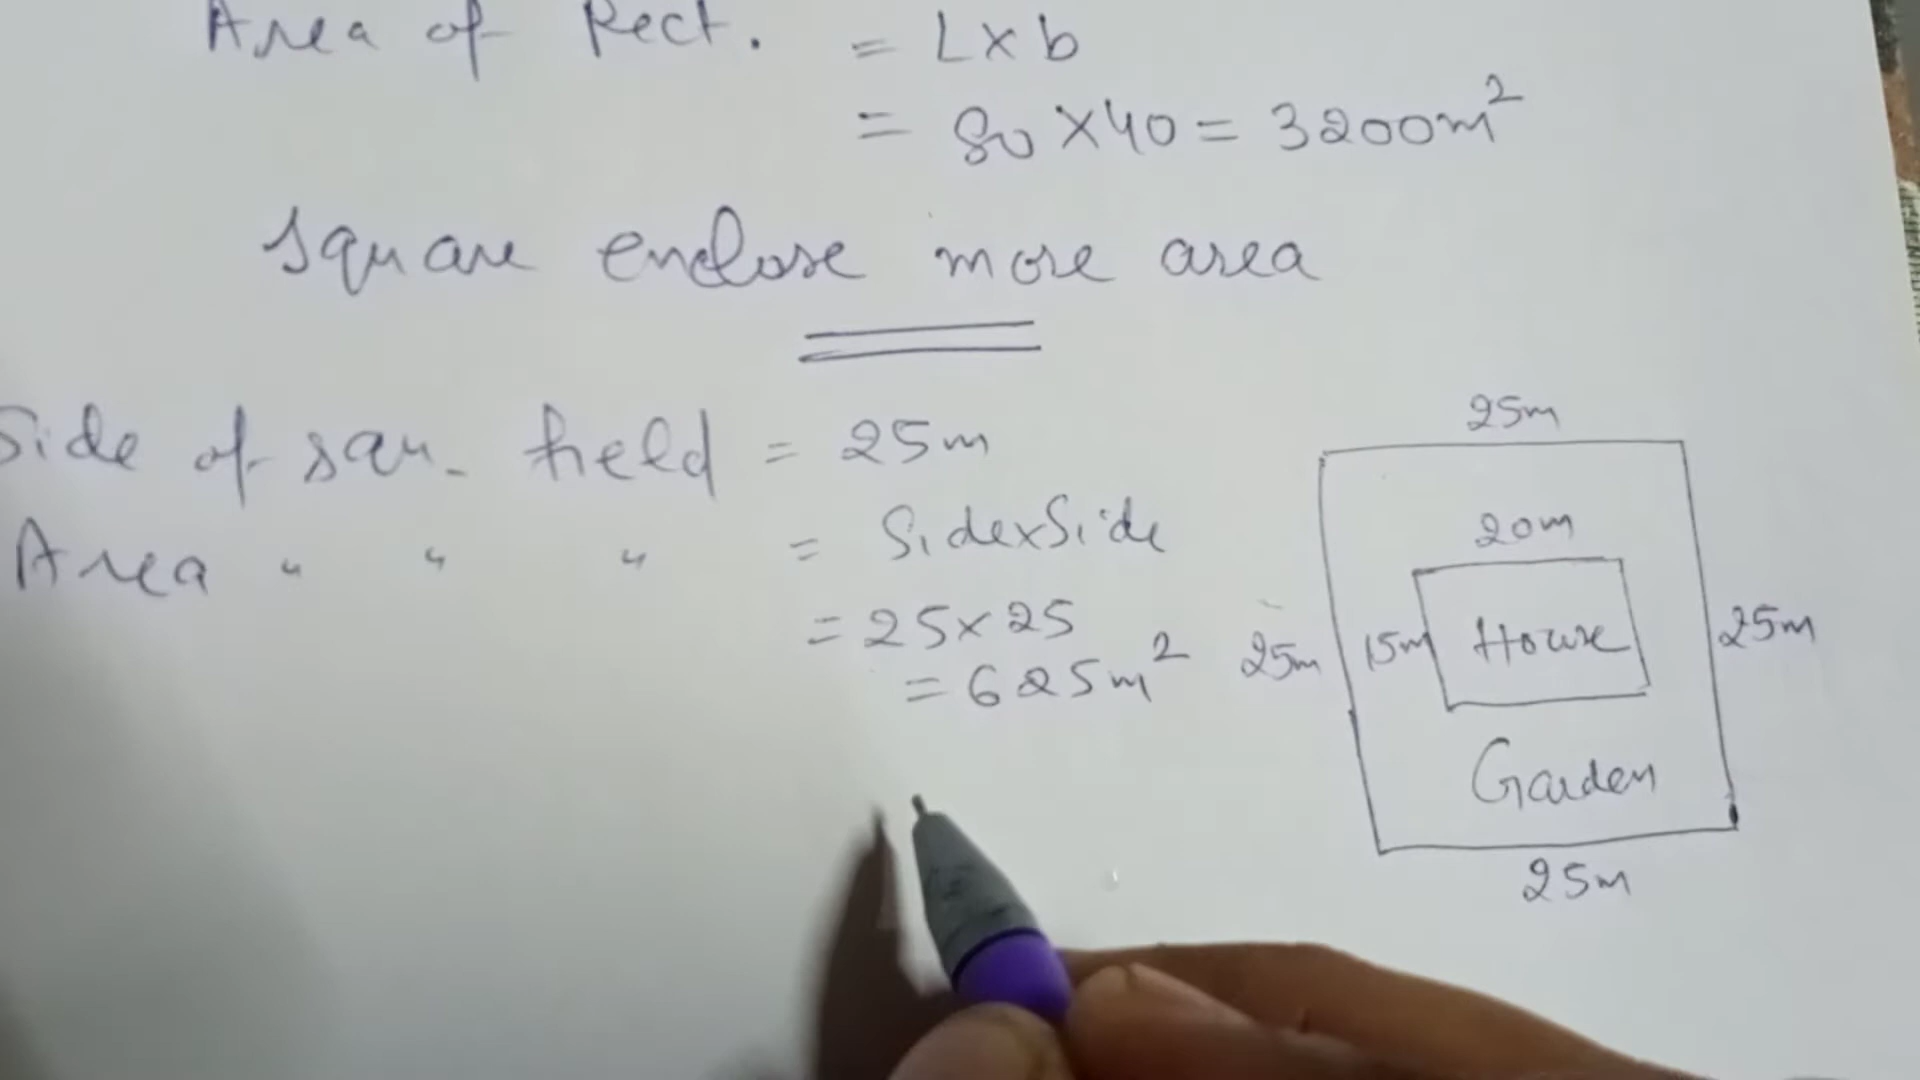 Area of Rect. = L×b
= 80×40 = 3200m²
Square enclose more area
Side of squ. field = 25m
Area " " " = Side×Side
= 25×25
= 625m²
25m
20m
25m 15m House 25m
Garden
25m